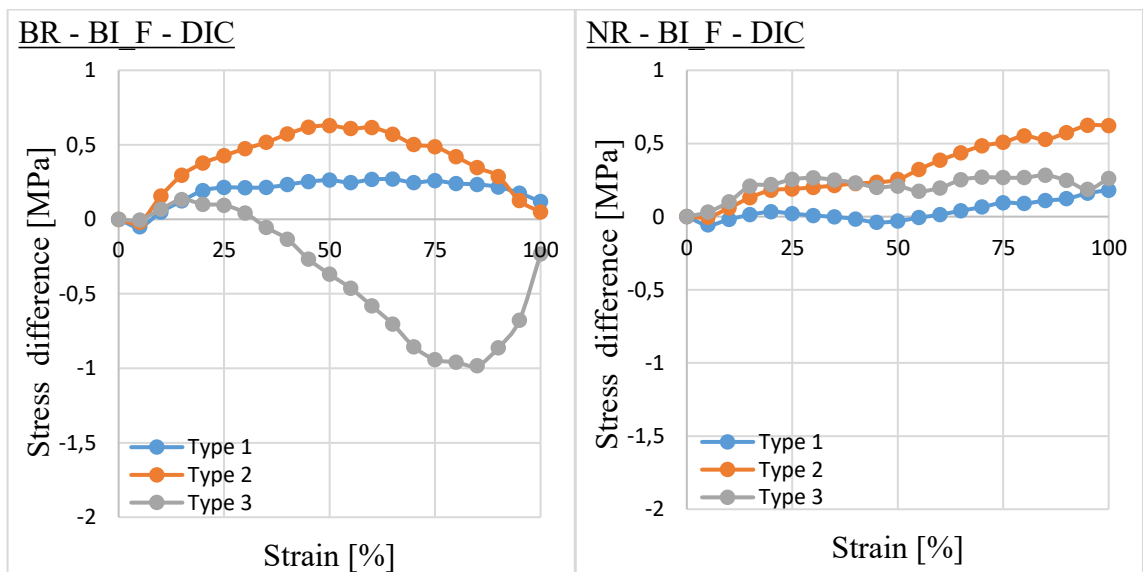 BR - BI_F - DIC
1
0,5
0
-0,5
-1
-1,5
-2
0 25 50 75 100
Stress difference [MPa]
Strain [%]
Type 1
Type 2
Type 3
NR - BI_F - DIC
1
0,5
0
-0,5
-1
-1,5
-2
0 25 50 75 100
Stress difference [MPa]
Strain [%]
Type 1
Type 2
Type 3